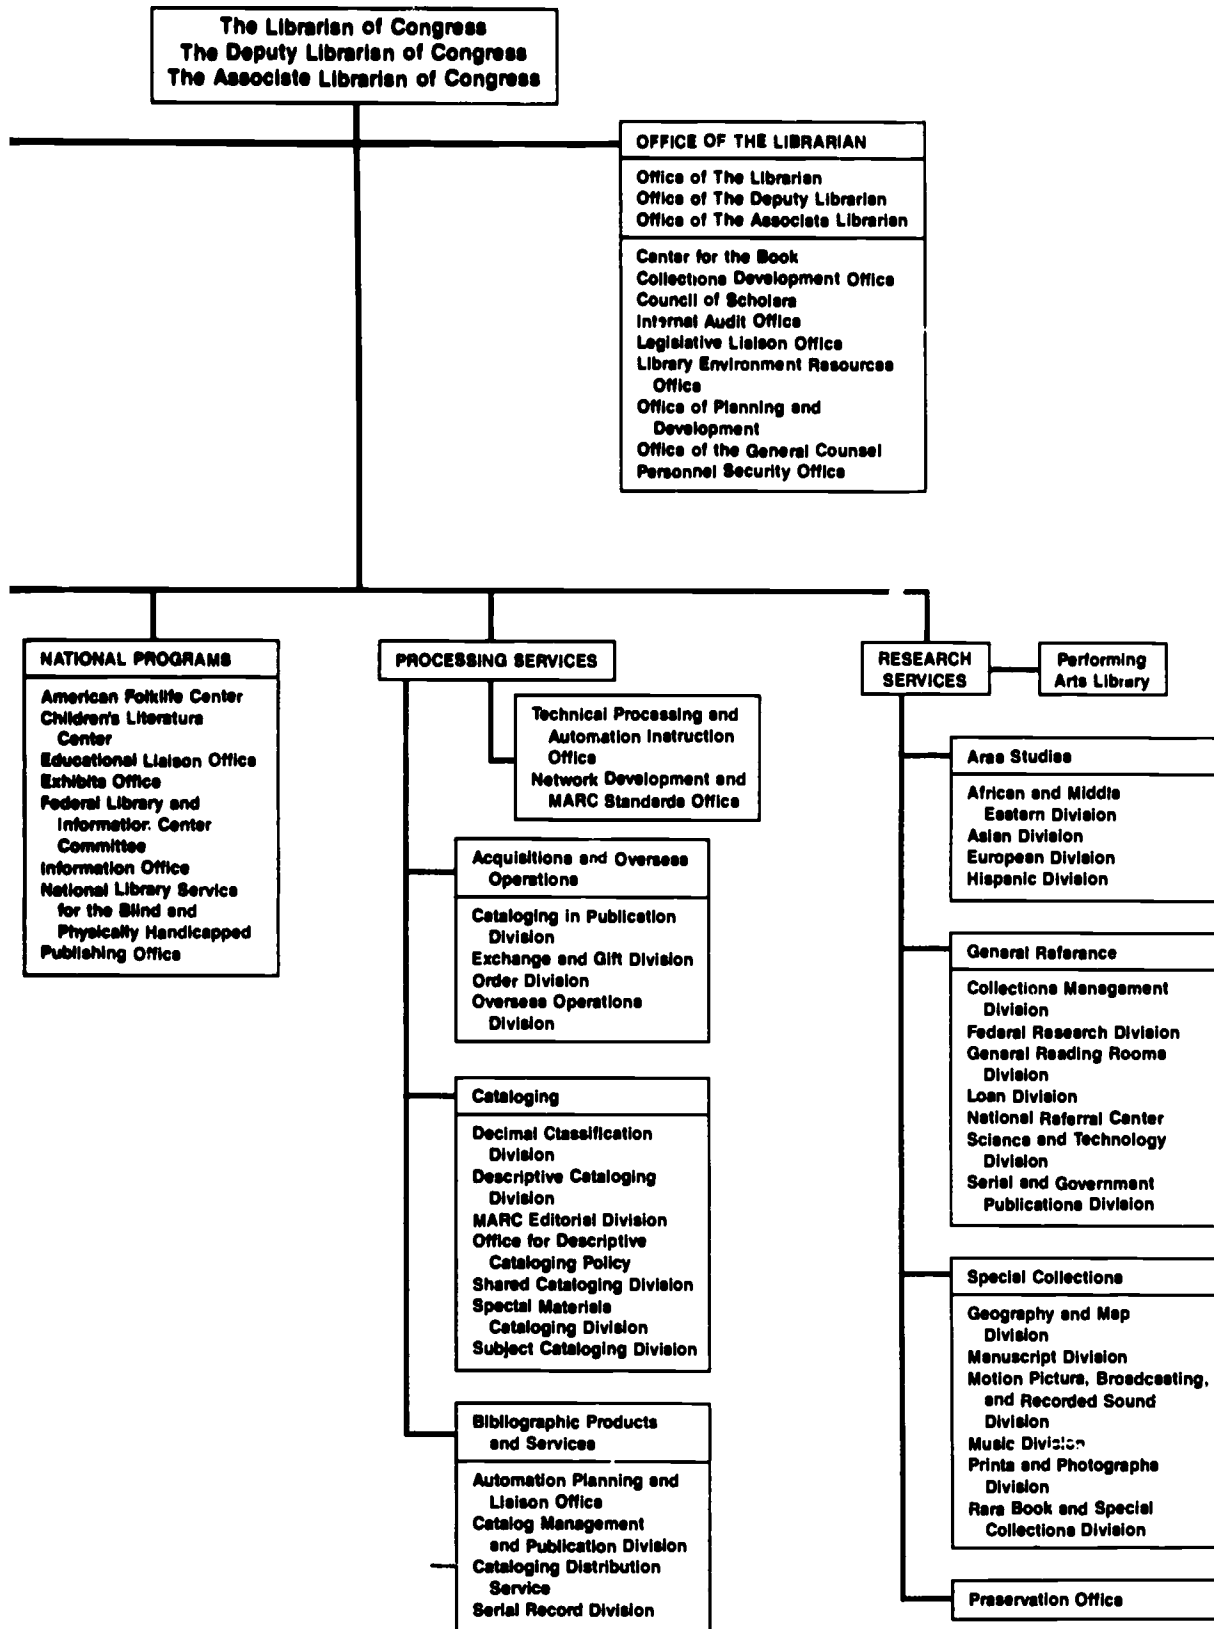 The Librarian of Congress
The Deputy Librarian of Congress
The Associate Librarian of Congress
OFFICE OF THE LIBRARIAN
Office of The Librarian
Office of The Deputy Librarian
Office of The Associate Librarian
Center for the Book
Collections Development Office
Council of Scholars
Internal Audit Office
Legislative Liaison Office
Library Environment Resources
Office
Office of Planning and
Development
Office of the General Counsel
Personnel Security Office
NATIONAL PROGRAMS
American Folklife Center
Children's Literature
Center
Educational Liaison Office
Exhibits Office
Federal Library and
Information Center
Committee
Information Office
National Library Service
for the Blind and
Physically Handicapped
Publishing Office
PROCESSING SERVICES
Technical Processing and
Automation Instruction
Office
Network Development and
MARC Standards Office
Acquisitions and Overseas
Operations
Cataloging in Publication
Division
Exchange and Gift Division
Order Division
Overseas Operations
Division
Cataloging
Decimal Classification
Division
Descriptive Cataloging
Division
MARC Editorial Division
Office for Descriptive
Cataloging Policy
Shared Cataloging Division
Special Materials
Cataloging Division
Subject Cataloging Division
Bibliographic Products
and Services
Automation Planning and
Liaison Office
Catalog Management
and Publication Division
Cataloging Distribution
Service
Serial Record Division
RESEARCH
SERVICES
Performing
Arts Library
Area Studies
African and Middle
Eastern Division
Asian Division
European Division
Hispanic Division
General Reference
Collections Management
Division
Federal Research Division
General Reading Rooms
Division
Loan Division
National Referral Center
Science and Technology
Division
Serial and Government
Publications Division
Special Collections
Geography and Map
Division
Manuscript Division
Motion Picture, Broadcasting,
and Recorded Sound
Division
Music Division
Prints and Photographs
Division
Rare Book and Special
Collections Division
Preservation Office